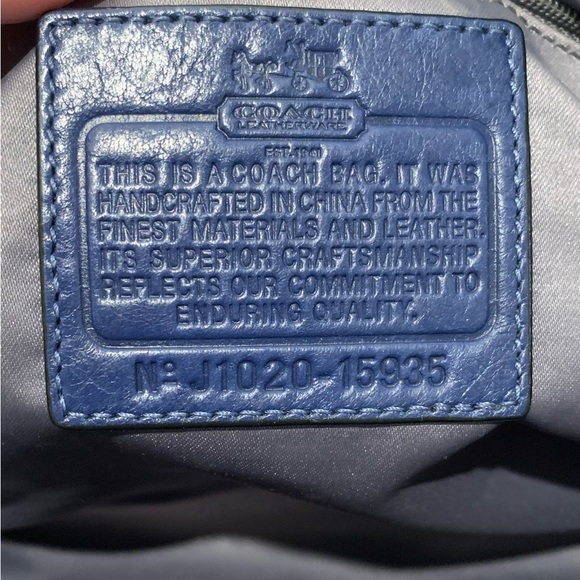 COACH
LEATHERWARE
EST. 1941
THIS IS A COACH BAG. IT WAS
HANDCRAFTED IN CHINA FROM THE
FINEST MATERIALS AND LEATHER.
ITS SUPERIOR CRAFTSMANSHIP
REFLECTS OUR COMMITMENT TO
ENDURING QUALITY.
Nº J1020-15935